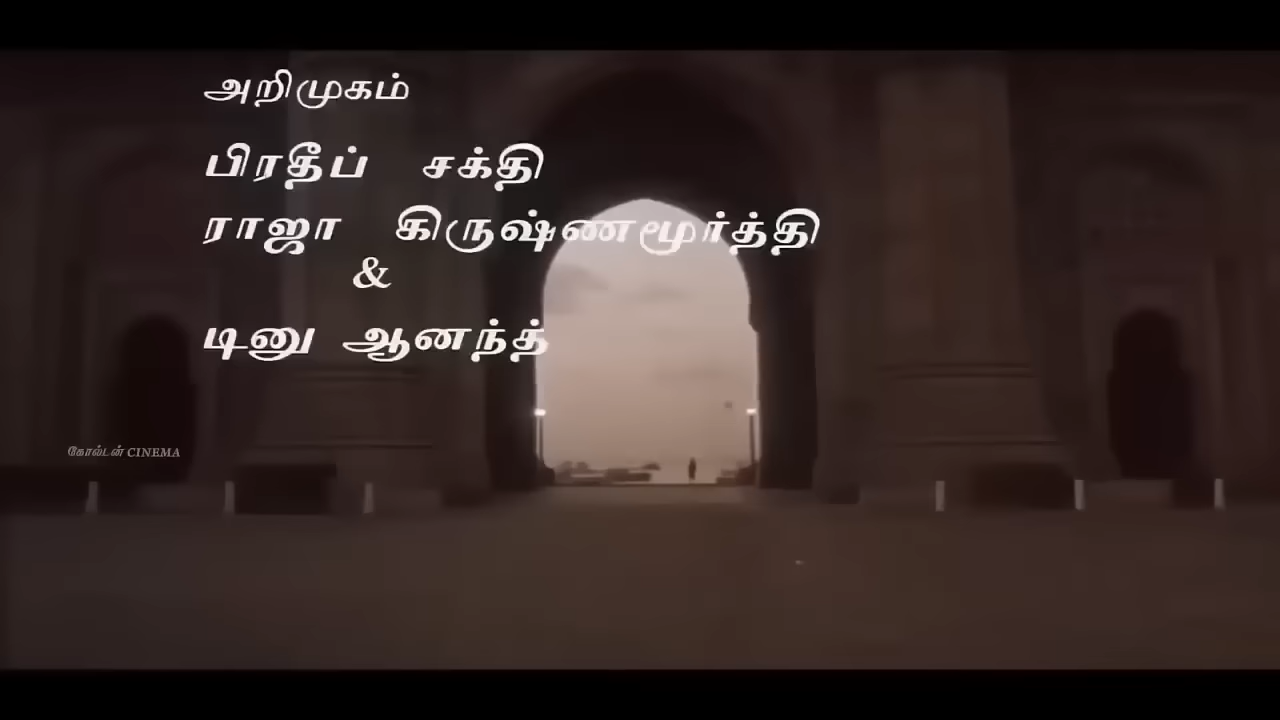 அறிமுகம்
பிரதீப் சக்தி
ராஜா கிருஷ்ணமூர்த்தி
&
டினு ஆனந்த்
கோல்டன் CINEMA